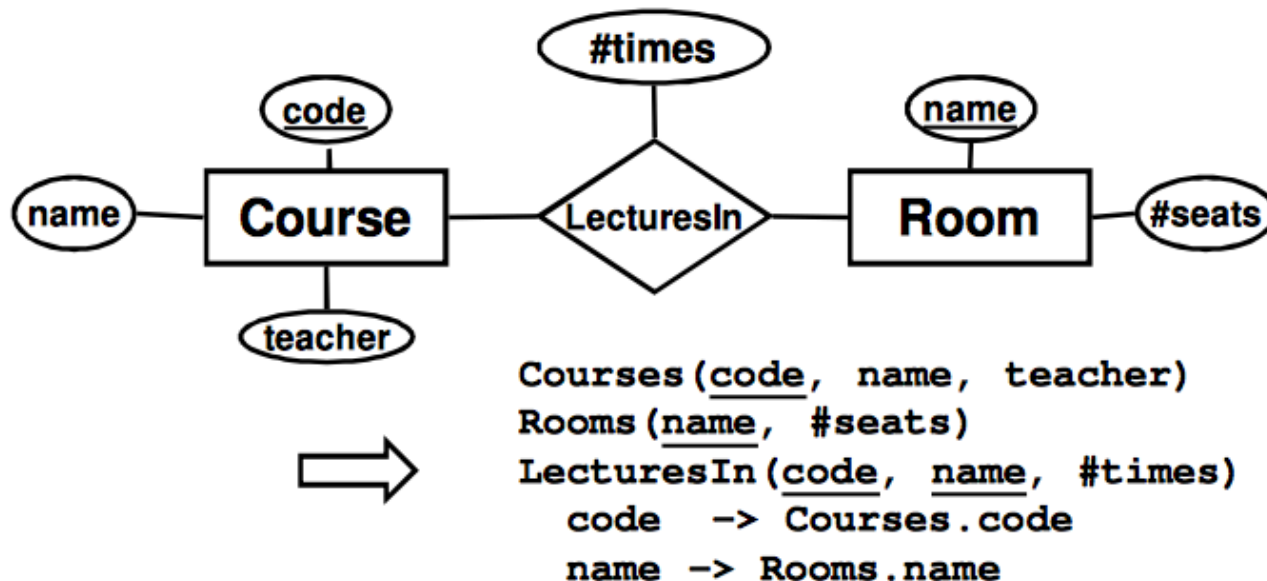 #times
code
name
name
Course
LecturesIn
Room
#seats
teacher
Courses(code, name, teacher)
Rooms(name, #seats)
LecturesIn(code, name, #times)
code -> Courses.code
name -> Rooms.name